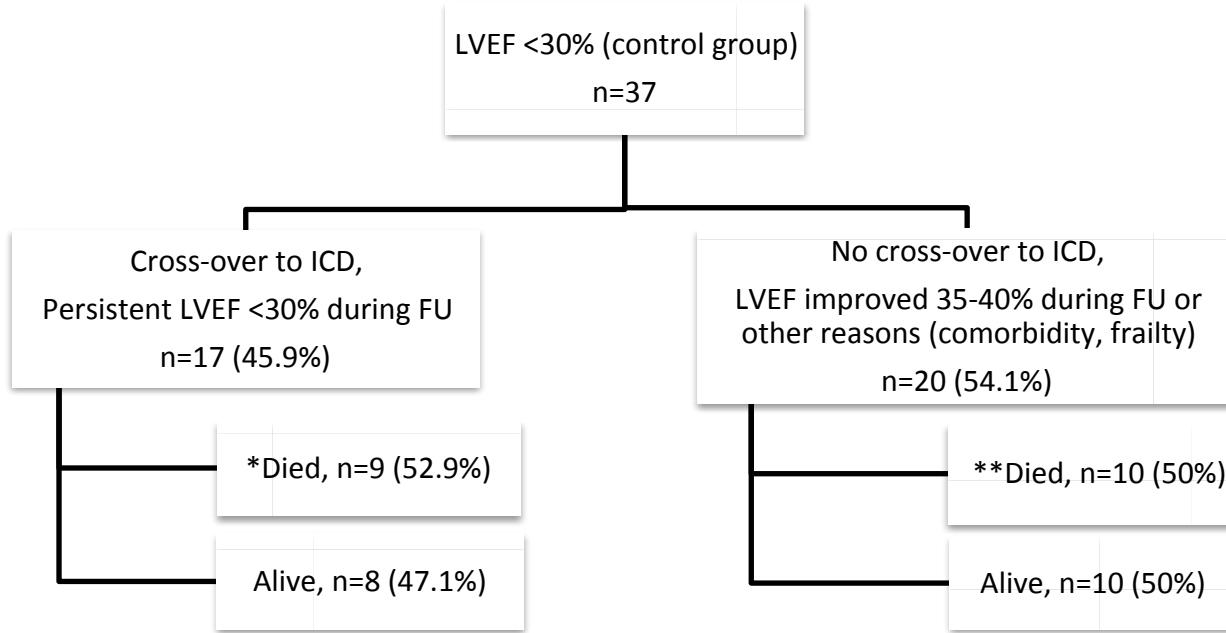 LVEF <30% (control group)
n=37
Cross-over to ICD,
Persistent LVEF <30% during FU
n=17 (45.9%)
*Died, n=9 (52.9%)
Alive, n=8 (47.1%)
No cross-over to ICD,
LVEF improved 35-40% during FU or
other reasons (comorbidity, frailty)
n=20 (54.1%)
**Died, n=10 (50%)
Alive, n=10 (50%)